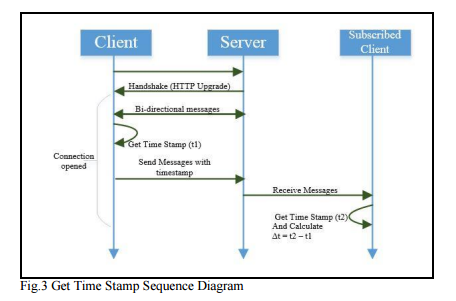 Client
Server
Subscribed
Client
Handshake (HTTP Upgrade)
Bi-directional messages
Get Time Stamp (t1)
Connection
opened
Send Messages with
timestamp
Receive Messages
Get Time Stamp (t2)
And Calculate
Δt = t2 – t1
Fig.3 Get Time Stamp Sequence Diagram